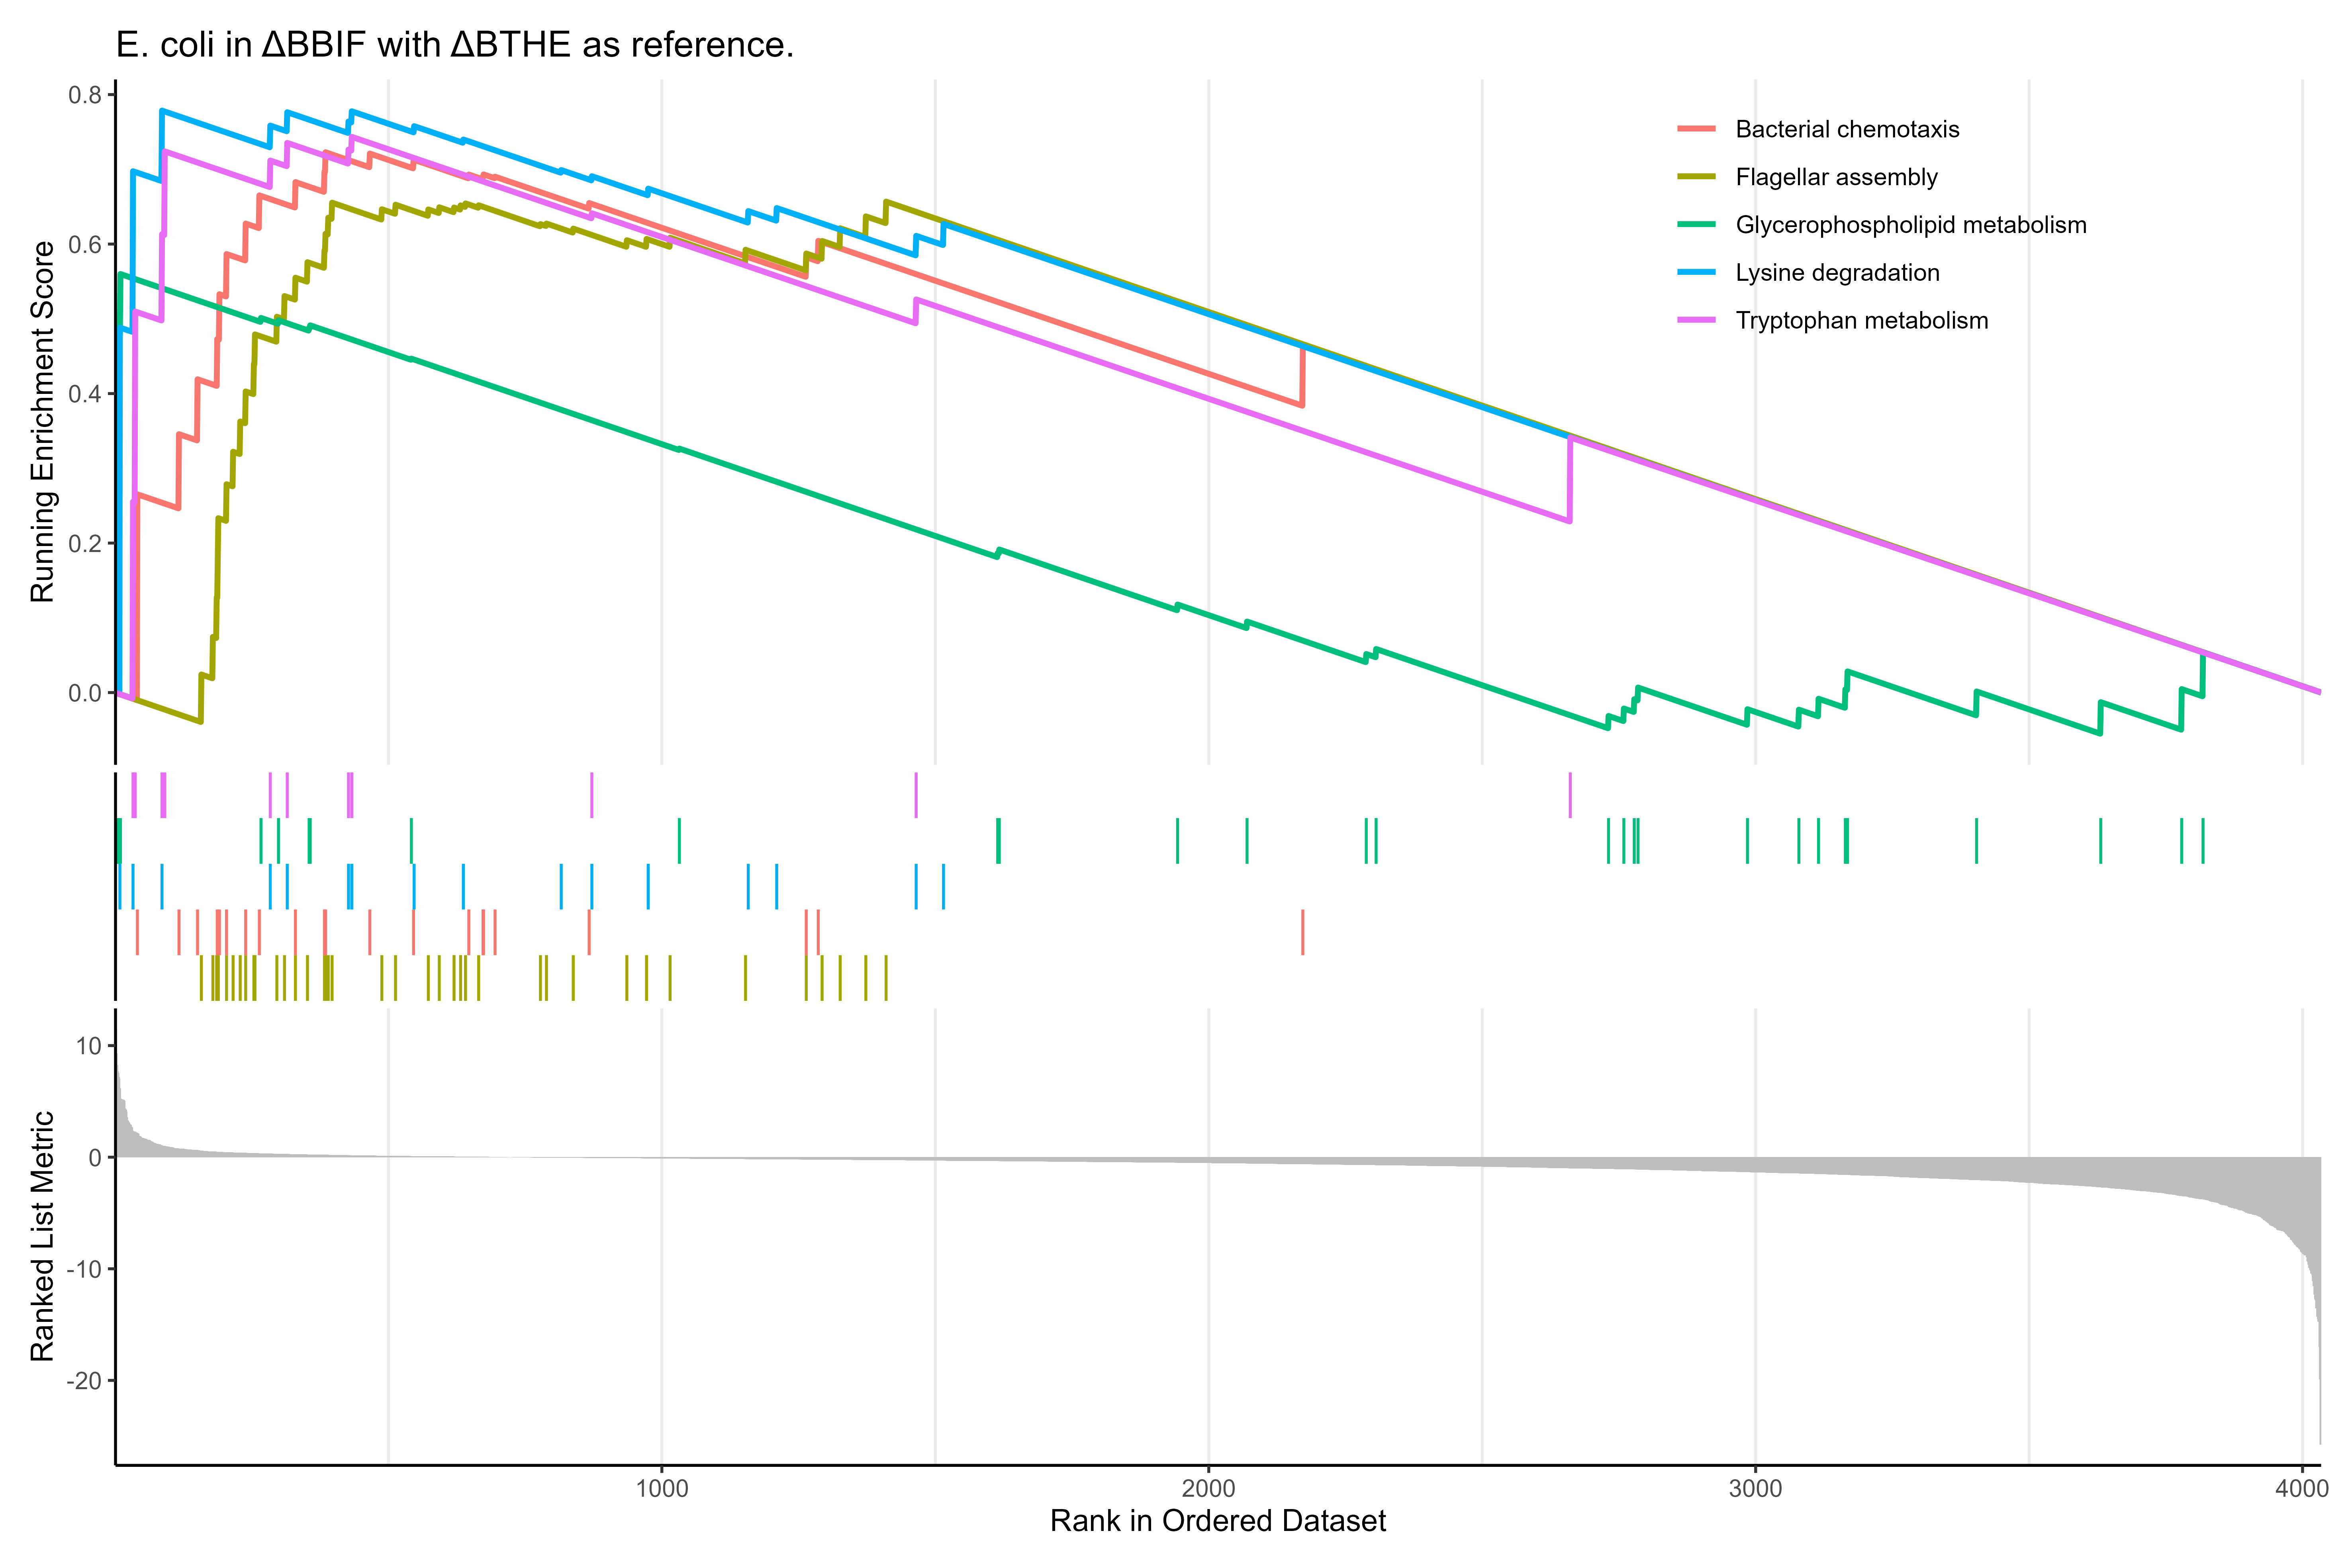 E. coli in ΔBBIF with ΔBTHE as reference.
Running Enrichment Score
0.8
0.6
0.4
0.2
0.0
Bacterial chemotaxis
Flagellar assembly
Glycerophospholipid metabolism
Lysine degradation
Tryptophan metabolism
Ranked List Metric
10
0
-10
-20
1000
2000
3000
4000
Rank in Ordered Dataset